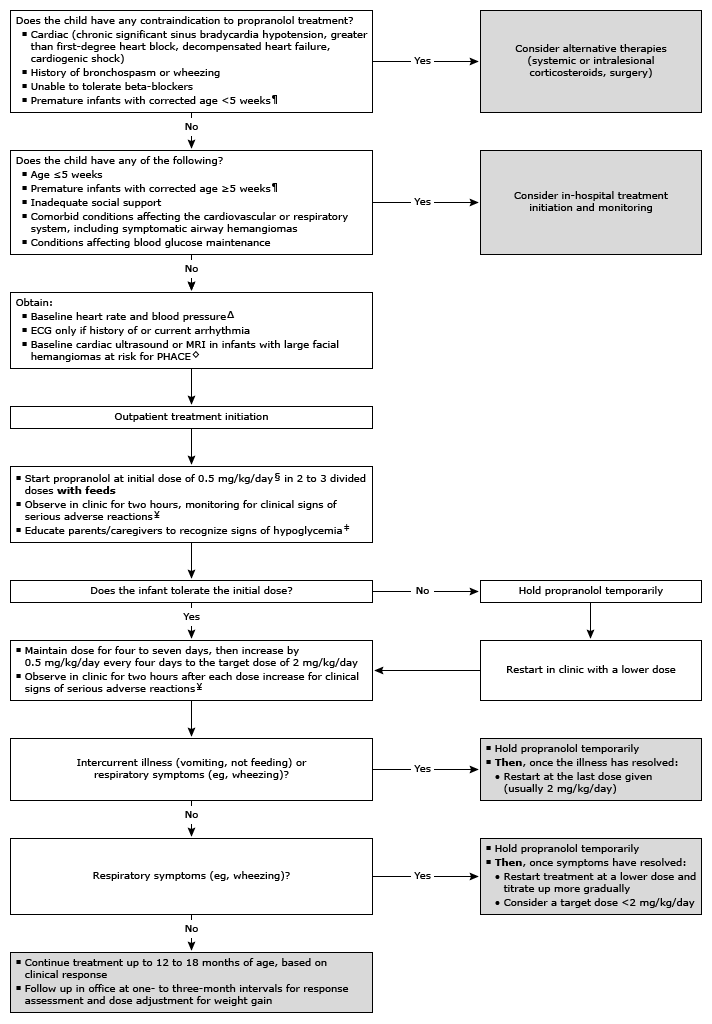 Does the child have any contraindication to propranolol treatment?
▪ Cardiac (chronic significant sinus bradycardia hypotension, greater
than first-degree heart block, decompensated heart failure,
cardiogenic shock)
▪ History of bronchospasm or wheezing
▪ Unable to tolerate beta-blockers
▪ Premature infants with corrected age <5 weeks¶
Yes
Consider alternative therapies
(systemic or intralesional
corticosteroids, surgery)
No
Does the child have any of the following?
▪ Age ≤5 weeks
▪ Premature infants with corrected age ≥5 weeks¶
▪ Inadequate social support
▪ Comorbid conditions affecting the cardiovascular or respiratory
system, including symptomatic airway hemangiomas
▪ Conditions affecting blood glucose maintenance
Yes
Consider in-hospital treatment
initiation and monitoring
No
Obtain:
▪ Baseline heart rate and blood pressureΔ
▪ ECG only if history of or current arrhythmia
▪ Baseline cardiac ultrasound or MRI in infants with large facial
hemangiomas at risk for PHACE◇
Outpatient treatment initiation
▪ Start propranolol at initial dose of 0.5 mg/kg/day§ in 2 to 3 divided
doses with feeds
▪ Observe in clinic for two hours, monitoring for clinical signs of
serious adverse reactions¥
▪ Educate parents/caregivers to recognize signs of hypoglycemia‡
Does the infant tolerate the initial dose?
No
Hold propranolol temporarily
Yes
▪ Maintain dose for four to seven days, then increase by
0.5 mg/kg/day every four days to the target dose of 2 mg/kg/day
▪ Observe in clinic for two hours after each dose increase for clinical
signs of serious adverse reactions¥
Restart in clinic with a lower dose
Intercurrent illness (vomiting, not feeding) or
respiratory symptoms (eg, wheezing)?
Yes
▪ Hold propranolol temporarily
▪ Then, once the illness has resolved:
• Restart at the last dose given
(usually 2 mg/kg/day)
No
Respiratory symptoms (eg, wheezing)?
Yes
▪ Hold propranolol temporarily
▪ Then, once symptoms have resolved:
• Restart treatment at a lower dose and
titrate up more gradually
• Consider a target dose <2 mg/kg/day
No
▪ Continue treatment up to 12 to 18 months of age, based on
clinical response
▪ Follow up in office at one- to three-month intervals for response
assessment and dose adjustment for weight gain